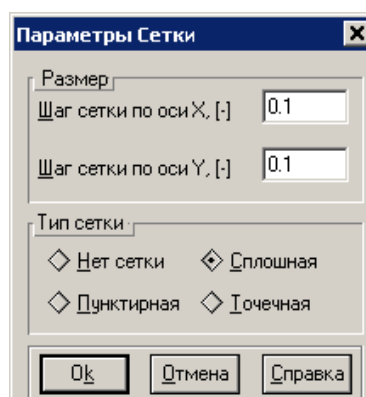 Параметры Сетки
Размер
Шаг сетки по оси X, [-] 0.1
Шаг сетки по оси Y, [-] 0.1
Тип сетки
Нет сетки Сплошная
Пунктирная Точечная
Ok Отмена Справка